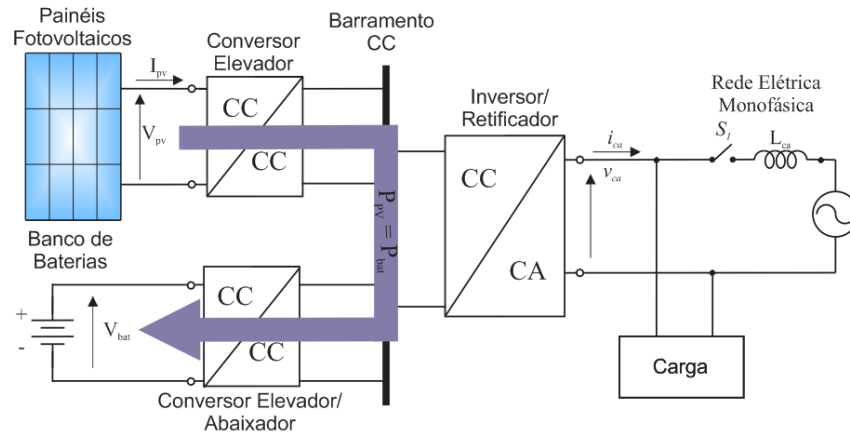 Painéis
Fotovoltaicos
I_pv
V_pv
Conversor
Elevador
CC
CC
Barramento
CC
P_PV = P_bat
Inversor/
Retificador
CC
CA
i_ca
v_ca
Rede Elétrica
Monofásica
S_1
L_ca
Carga
Banco de
Baterias
+
-
V_bat
CC
CC
Conversor Elevador/
Abaixador